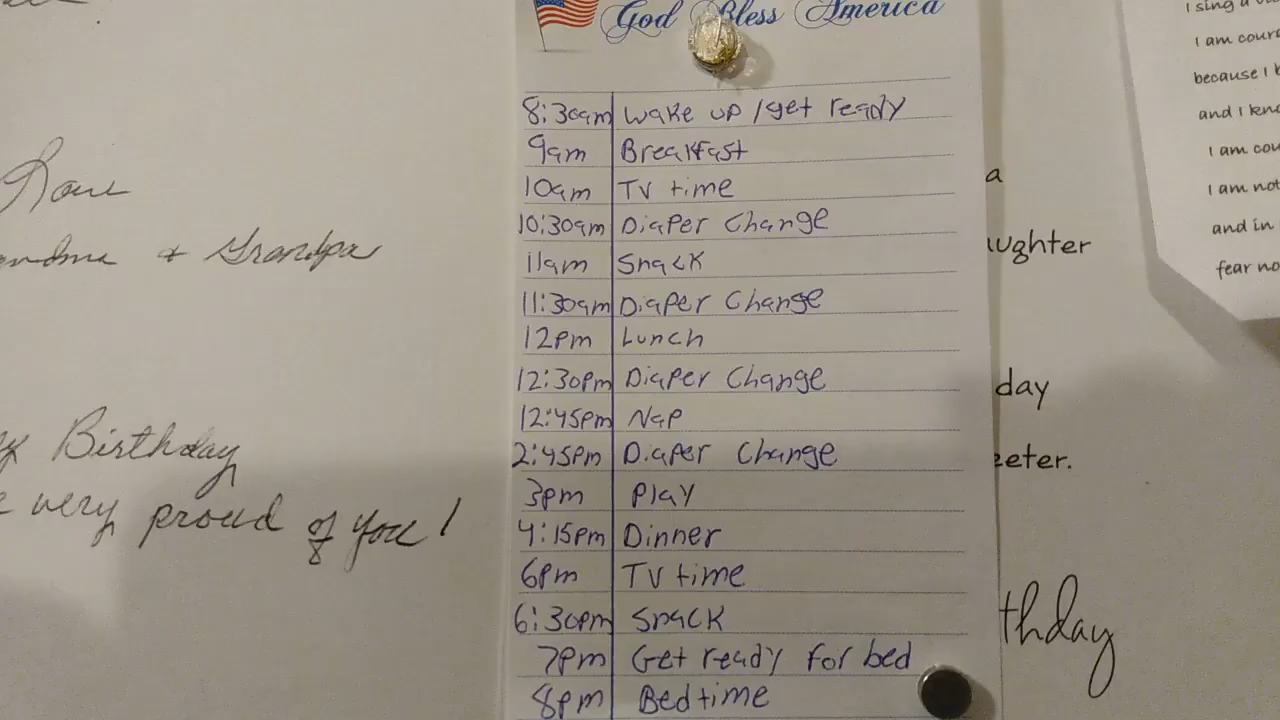 God Bless America
8:30am Wake up / get ready
9am Breakfast
10am TV time
10:30am Diaper Change
11am Snack
11:30am Diaper Change
12pm Lunch
12:30pm Diaper Change
12:45pm Nap
2:45pm Diaper Change
3pm Play
4:15pm Dinner
6pm TV time
6:30pm Snack
7pm Get ready for bed
8pm Bedtime
& Grandpa
Birthday
very proud of you!
a
ughter
day
eeter.
thday
I sing a
I am cour
because I b
and I kn
I am cou
I am not
and in
fear no